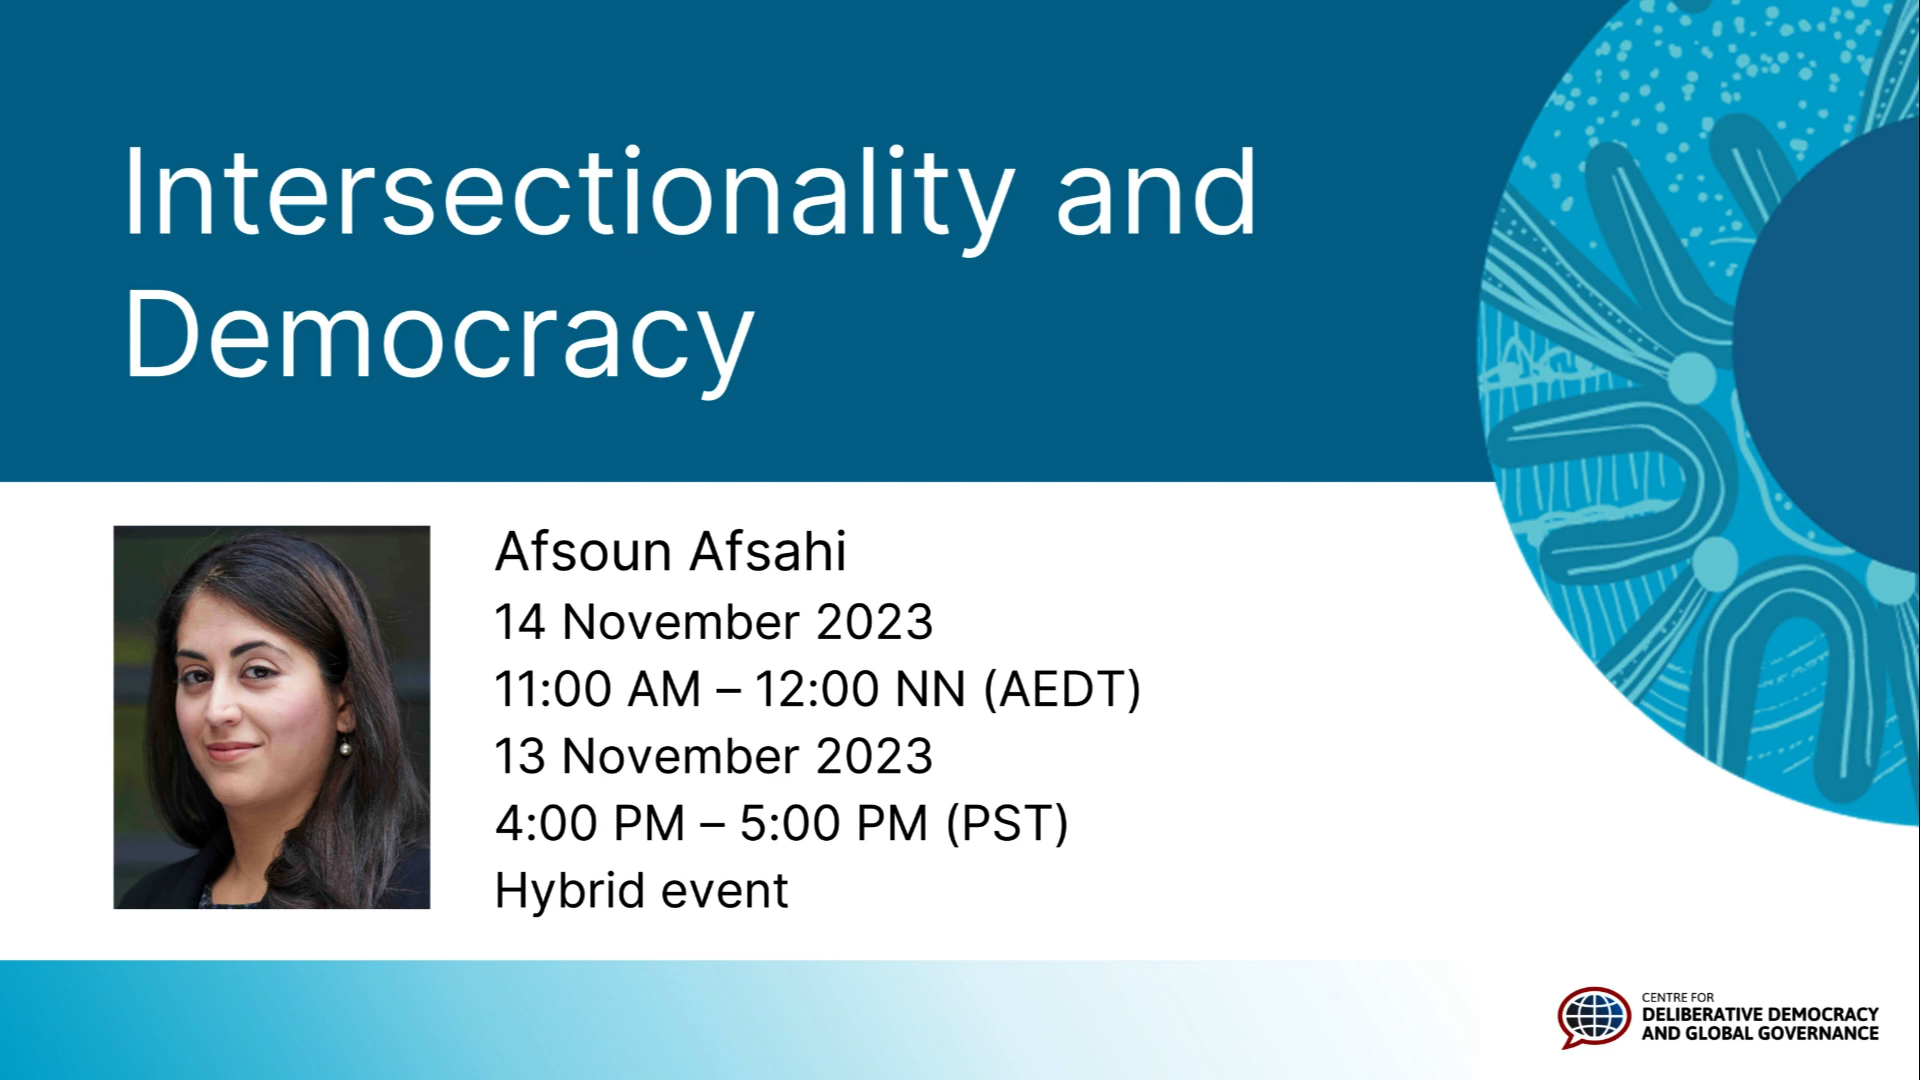 Intersectionality and
Democracy
Afsoun Afsahi
14 November 2023
11:00 AM – 12:00 NN (AEDT)
13 November 2023
4:00 PM – 5:00 PM (PST)
Hybrid event
CENTRE FOR
DELIBERATIVE DEMOCRACY
AND GLOBAL GOVERNANCE